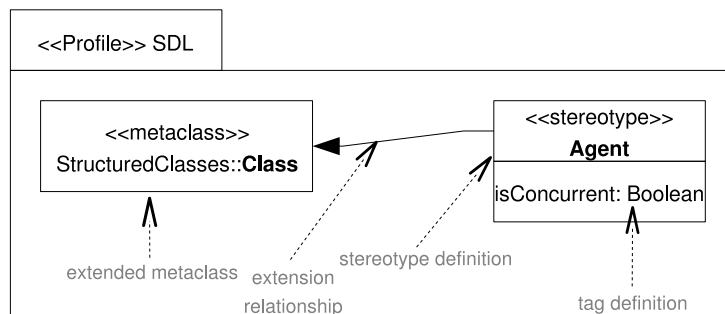 <<Profile>> SDL
<<metaclass>>
StructuredClasses::Class
<<stereotype>>
Agent
isConcurrent: Boolean
extended metaclass
extension
relationship
stereotype definition
tag definition